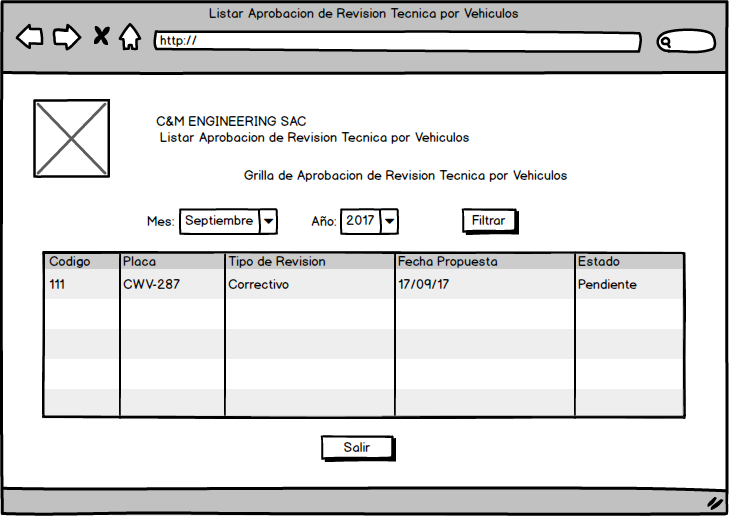 Listar Aprobacion de Revision Tecnica por Vehiculos
http://
C&M ENGINEERING SAC
Listar Aprobacion de Revision Tecnica por Vehiculos
Grilla de Aprobacion de Revision Tecnica por Vehiculos
Mes: Septiembre Año: 2017 Filtrar
Codigo Placa Tipo de Revision Fecha Propuesta Estado
111 CWV-287 Correctivo 17/09/17 Pendiente
Salir